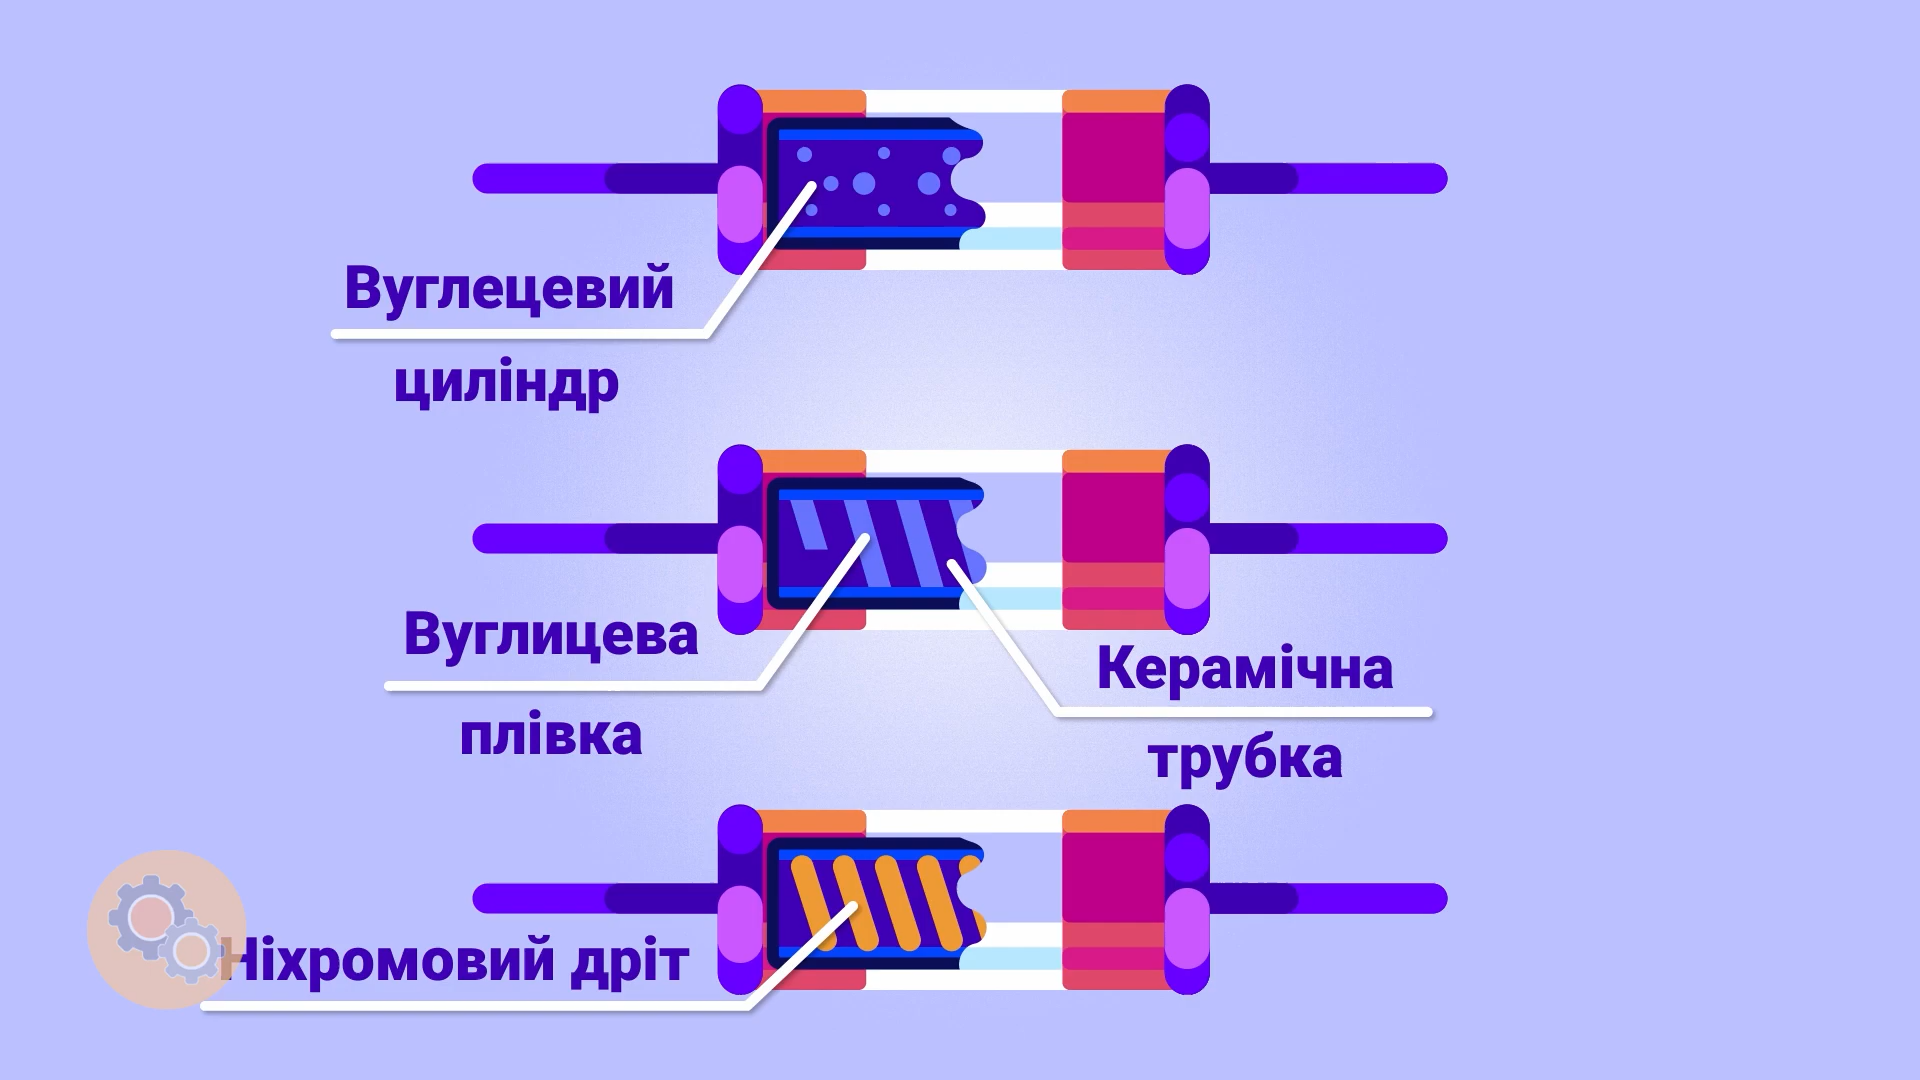 Вуглецевий
циліндр
Вуглицева
плівка
Керамічна
трубка
Ніхромовий дріт